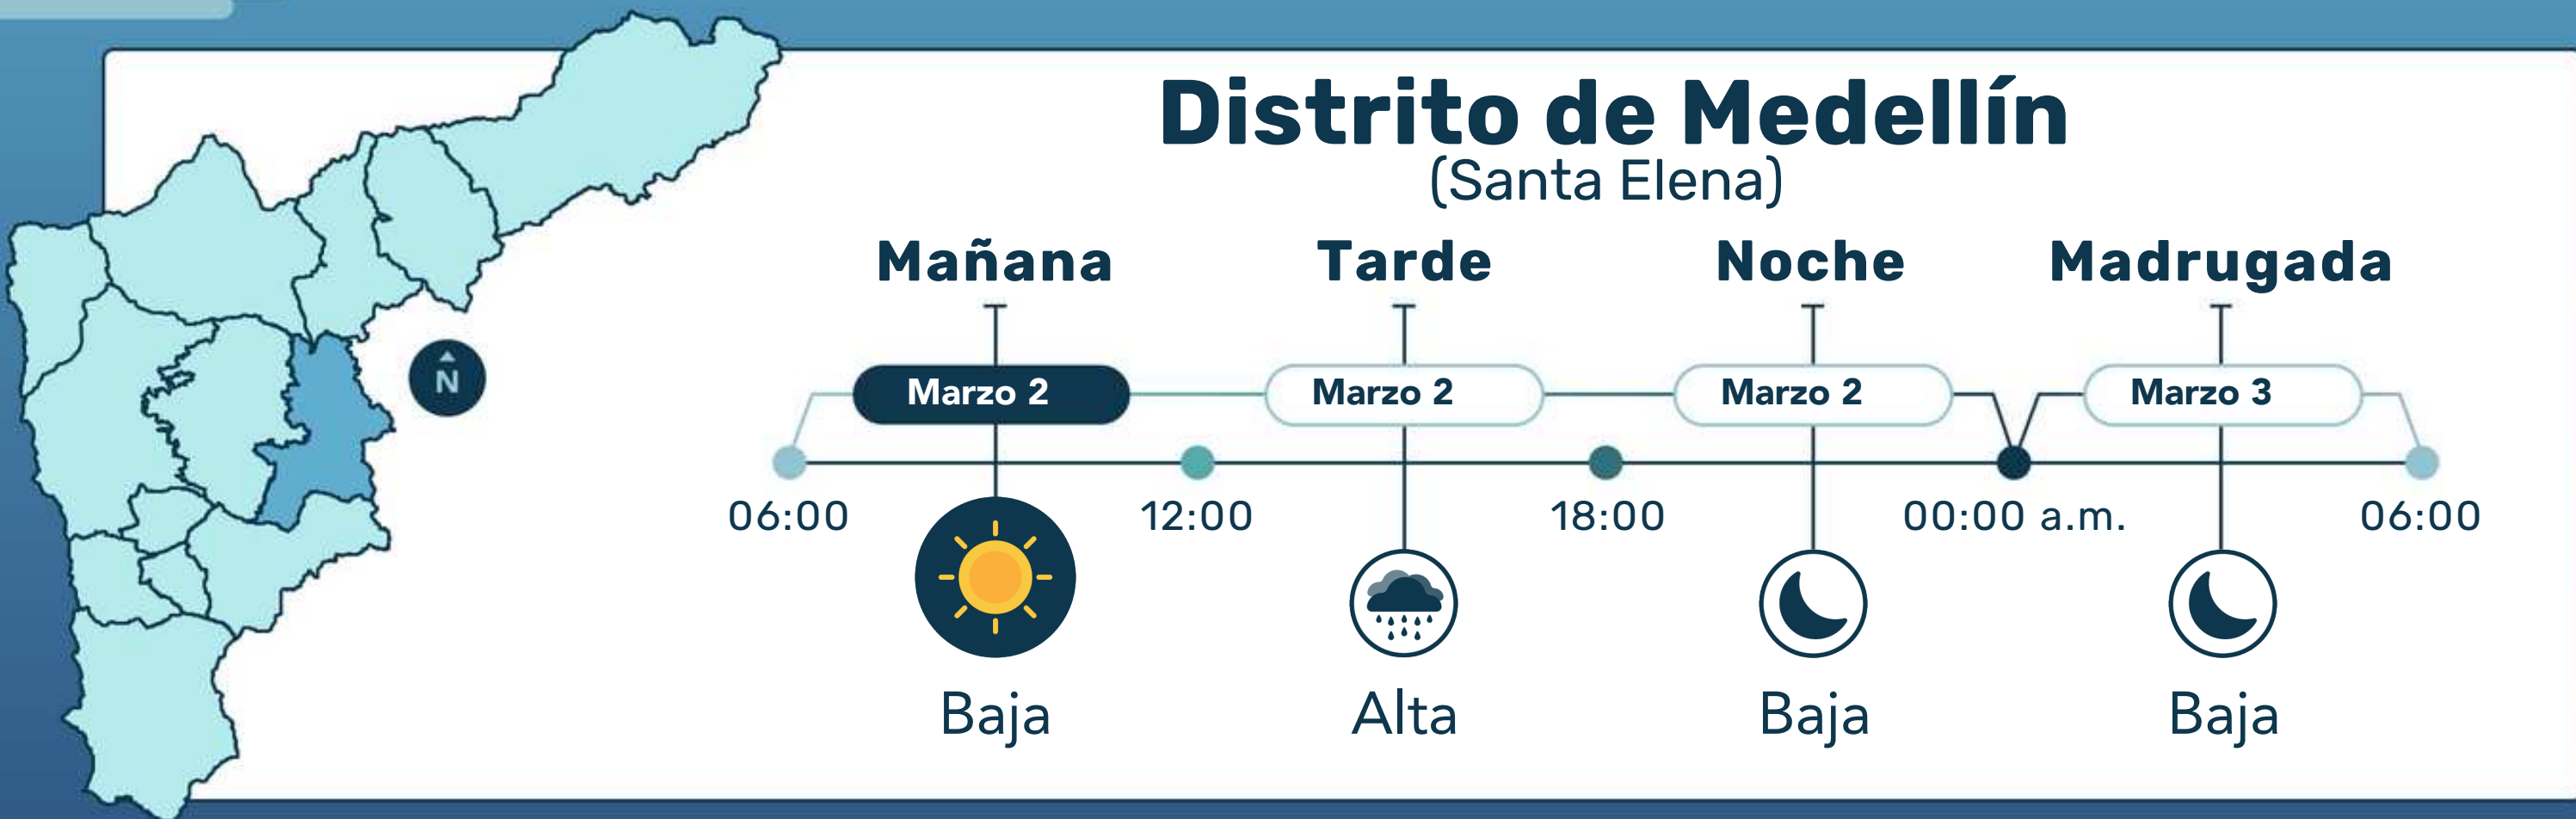 Distrito de Medellín
(Santa Elena)
Mañana Tarde Noche Madrugada
Marzo 2 Marzo 2 Marzo 2 Marzo 3
N
06:00 12:00 18:00 00:00 a.m. 06:00
Baja Alta Baja Baja